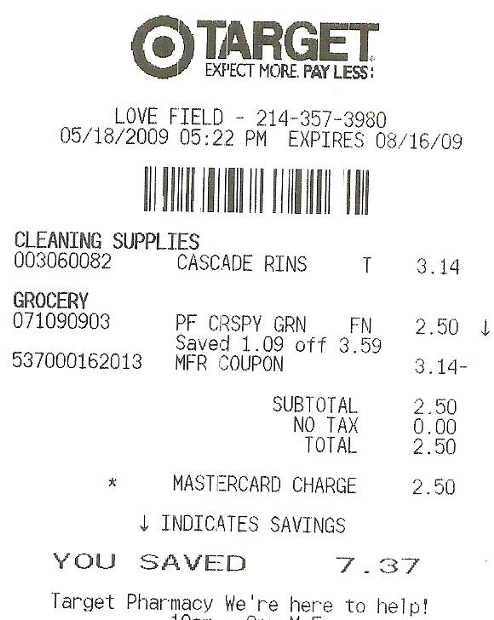 TARGET
EXPECT MORE. PAY LESS.
LOVE FIELD - 214-357-3980
05/18/2009 05:22 PM EXPIRES 08/16/09
CLEANING SUPPLIES
003060082 CASCADE RINS T 3.14
GROCERY
071090903 PF CRSPY GRN FN 2.50 ↓
Saved 1.09 off 3.59
537000162013 MFR COUPON 3.14-
SUBTOTAL 2.50
NO TAX 0.00
TOTAL 2.50
* MASTERCARD CHARGE 2.50
↓ INDICATES SAVINGS
YOU SAVED 7.37
Target Pharmacy We're here to help!